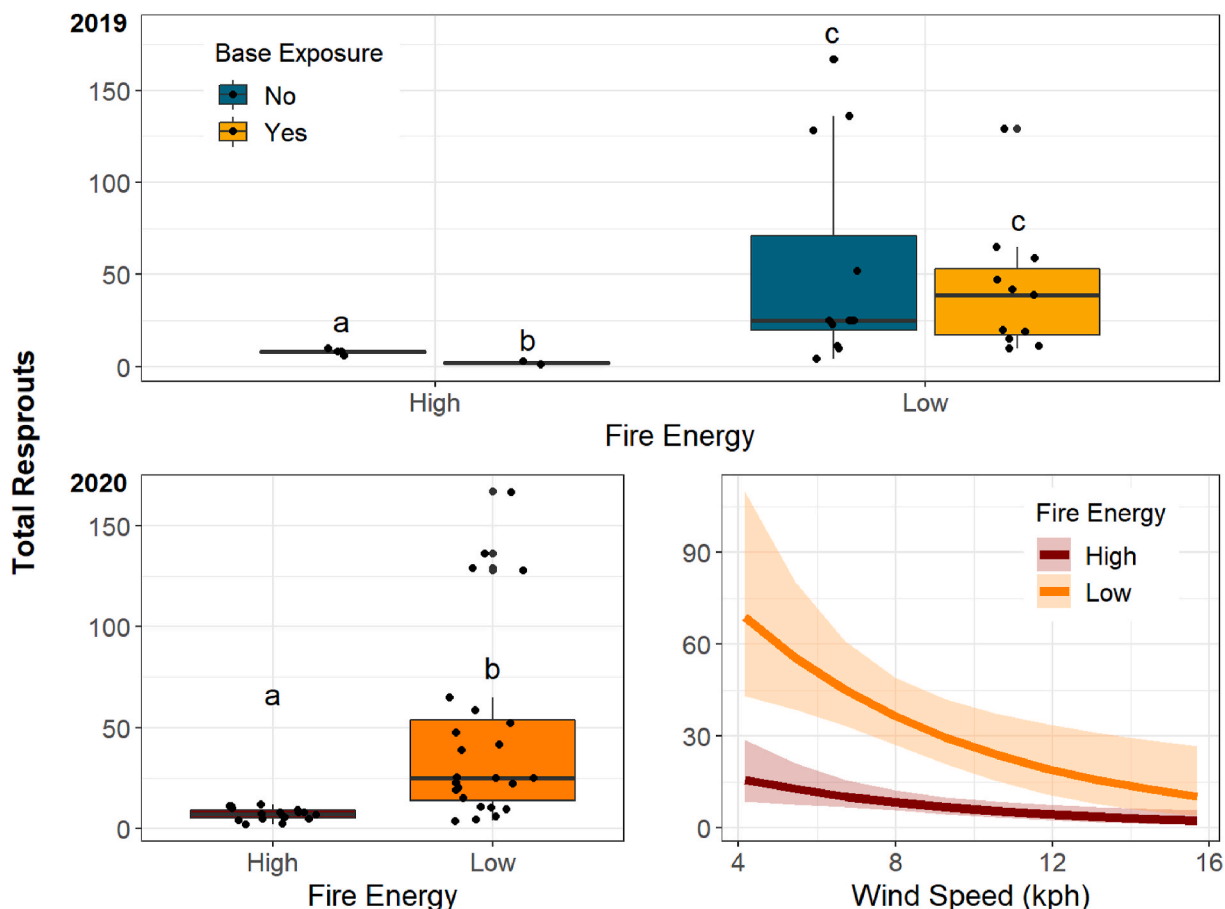 2019
Base Exposure
No
Yes
150
100
50
0
a
b
c
c
High
Low
Fire Energy
Total Resprouts
2020
150
100
50
0
a
b
High
Low
Fire Energy
Fire Energy
High
Low
90
60
30
0
4
8
12
16
Wind Speed (kph)